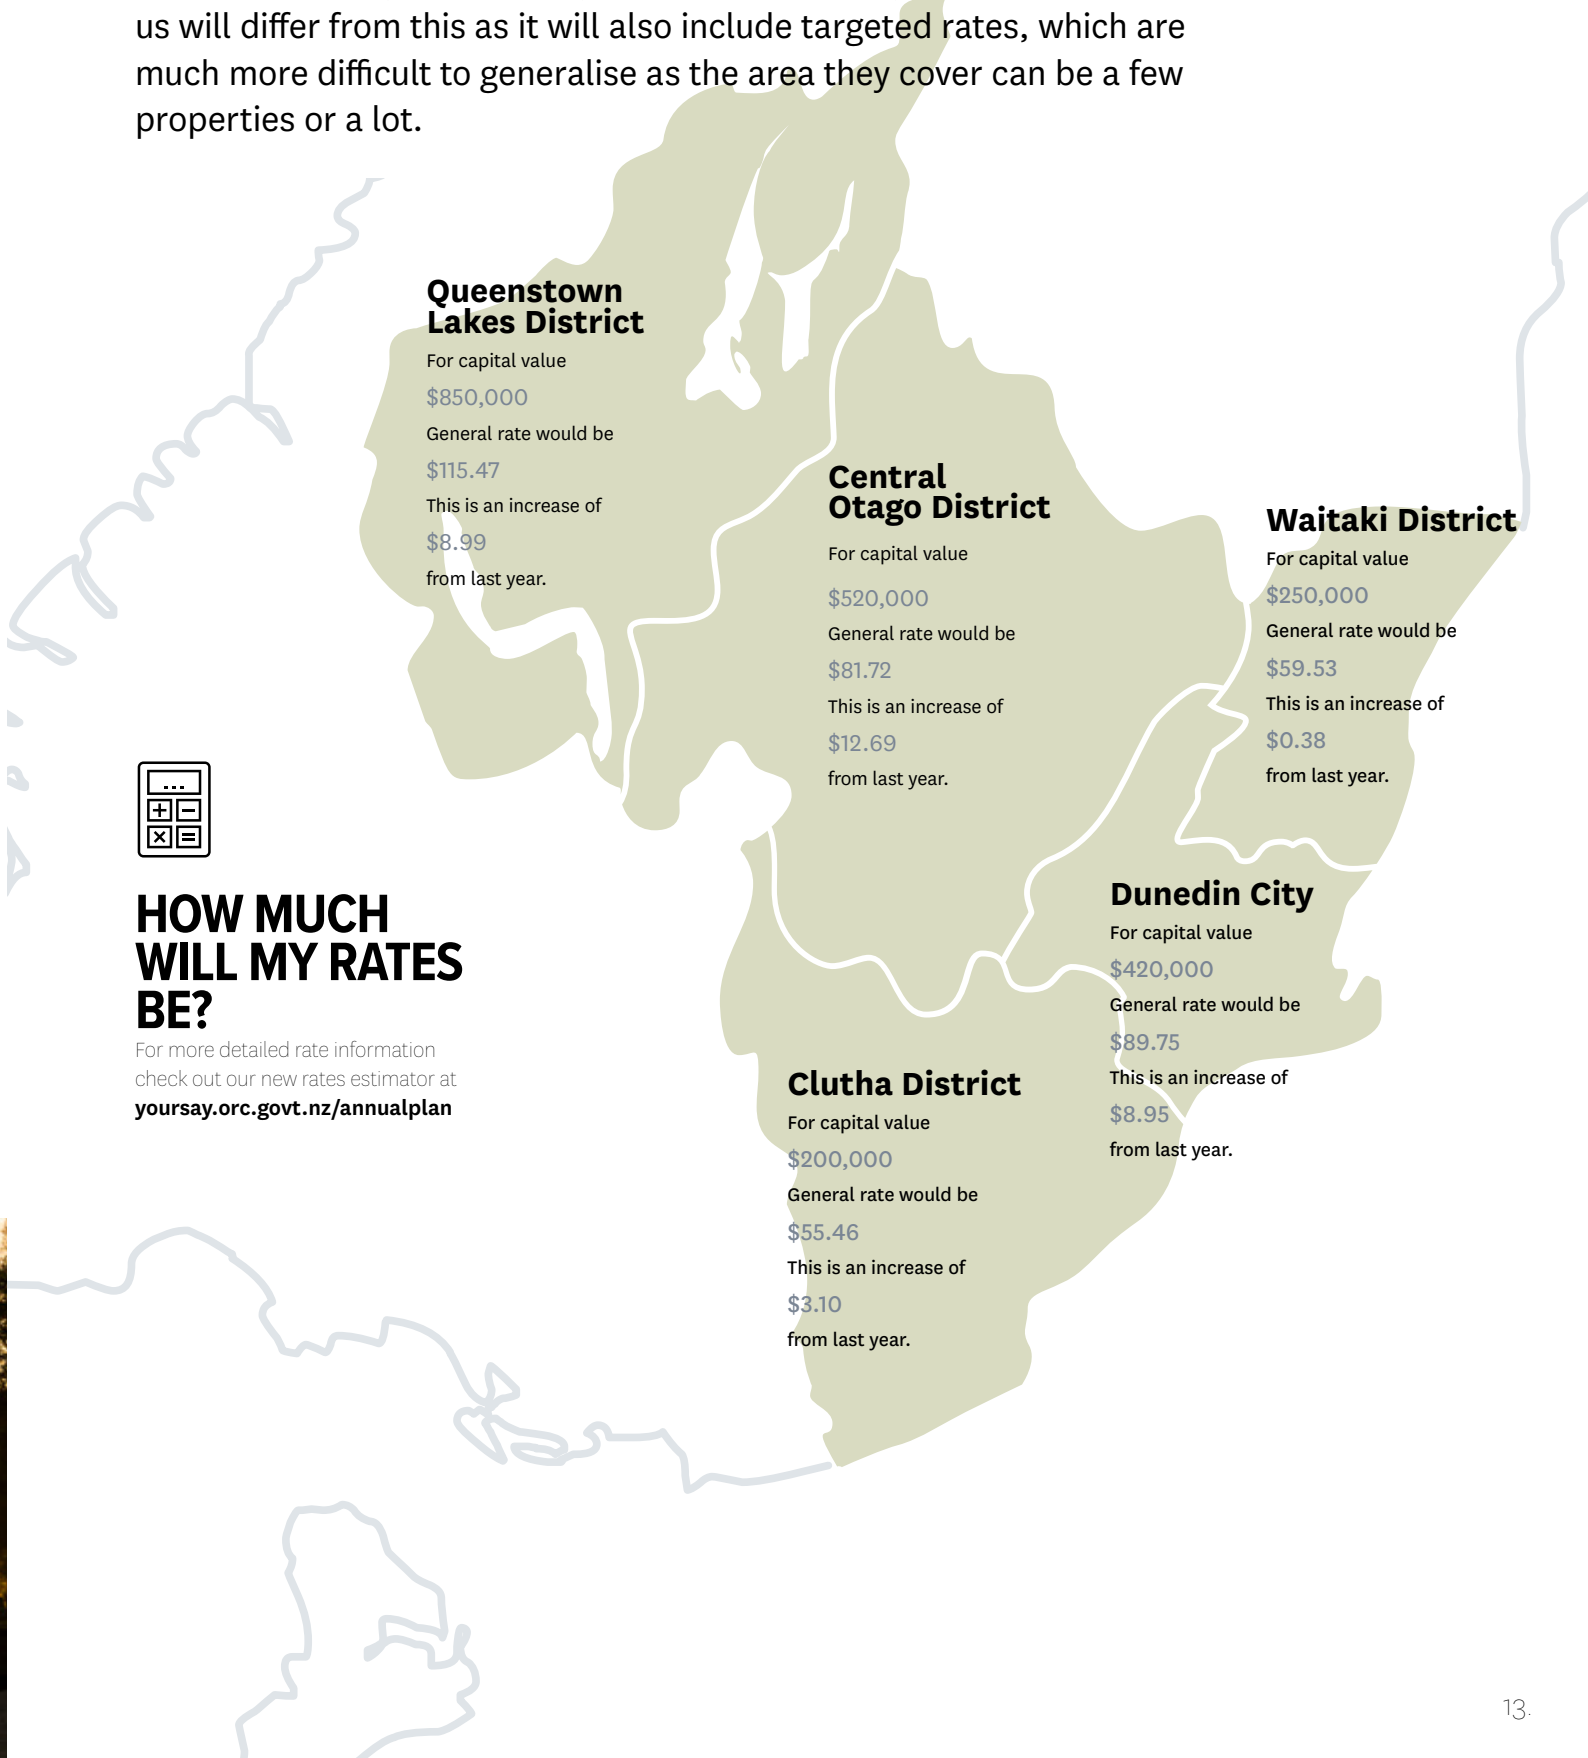 us will differ from this as it will also include targeted rates, which are
much more difficult to generalise as the area they cover can be a few
properties or a lot.
Queenstown
Lakes District
For capital value
$850,000
General rate would be
$115.47
This is an increase of
$8.99
from last year.
Central
Otago District
For capital value
$520,000
General rate would be
$81.72
This is an increase of
$12.69
from last year.
Waitaki District
For capital value
$250,000
General rate would be
$59.53
This is an increase of
$0.38
from last year.
HOW MUCH
WILL MY RATES
BE?
For more detailed rate information
check out our new rates estimator at
yoursay.orc.govt.nz/annualplan
Dunedin City
For capital value
$420,000
General rate would be
$89.75
This is an increase of
$8.95
from last year.
Clutha District
For capital value
$200,000
General rate would be
$55.46
This is an increase of
$3.10
from last year.
13.